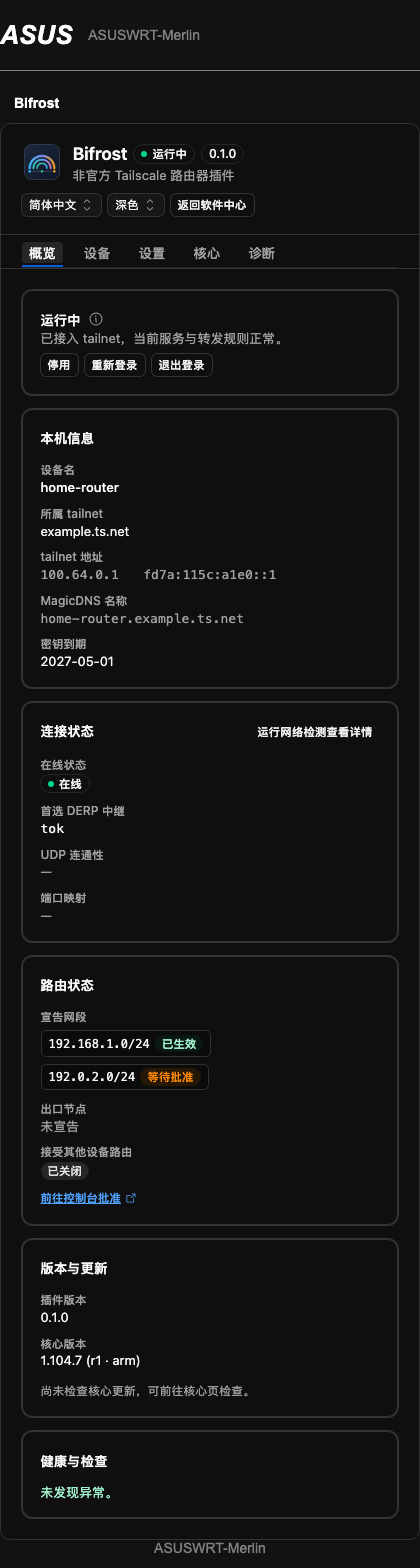 ASUS ASUSWRT-Merlin
Bifrost
Bifrost 运行中 0.1.0
非官方 Tailscale 路由器插件
简体中文 深色 返回软件中心
概览 设备 设置 核心 诊断
运行中
已接入 tailnet，当前服务与转发规则正常。
停用 重新登录 退出登录
本机信息
设备名
home-router
所属 tailnet
example.ts.net
tailnet 地址
100.64.0.1 fd7a:115c:a1e0::1
MagicDNS 名称
home-router.example.ts.net
密钥到期
2027-05-01
连接状态 运行网络检测查看详情
在线状态
在线
首选 DERP 中继
tok
UDP 连通性
—
端口映射
—
路由状态
宣告网段
192.168.1.0/24 已生效
192.0.2.0/24 等待批准
出口节点
未宣告
接受其他设备路由
已关闭
前往控制台批准
版本与更新
插件版本
0.1.0
核心版本
1.104.7 (r1 · arm)
尚未检查核心更新，可前往核心页检查。
健康与检查
未发现异常。
ASUSWRT-Merlin